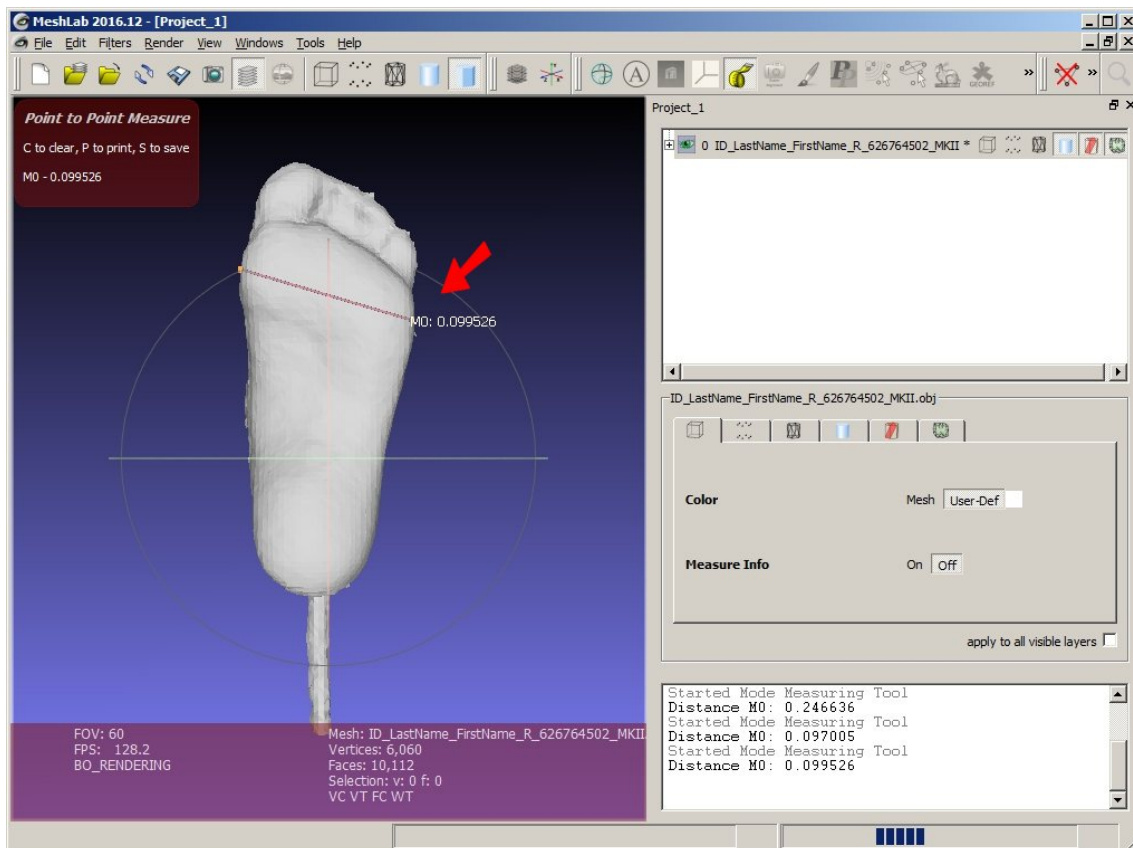 MeshLab 2016.12 - [Project_1]
File Edit Filters Render View Windows Tools Help
A
GEOREF
»
»
Point to Point Measure
C to clear, P to print, S to save
M0 - 0.099526
M0: 0.099526
FOV: 60
FPS: 128.2
BO_RENDERING
Mesh: ID_LastName_FirstName_R_626764502_MKII.
Vertices: 6,060
Faces: 10,112
Selection: v: 0 f: 0
VC VT FC WT
Project_1
0 ID_LastName_FirstName_R_626764502_MKII *
ID_LastName_FirstName_R_626764502_MKII.obj
Color Mesh User-Def
Measure Info On Off
apply to all visible layers
Started Mode Measuring Tool
Distance M0: 0.246636
Started Mode Measuring Tool
Distance M0: 0.097005
Started Mode Measuring Tool
Distance M0: 0.099526